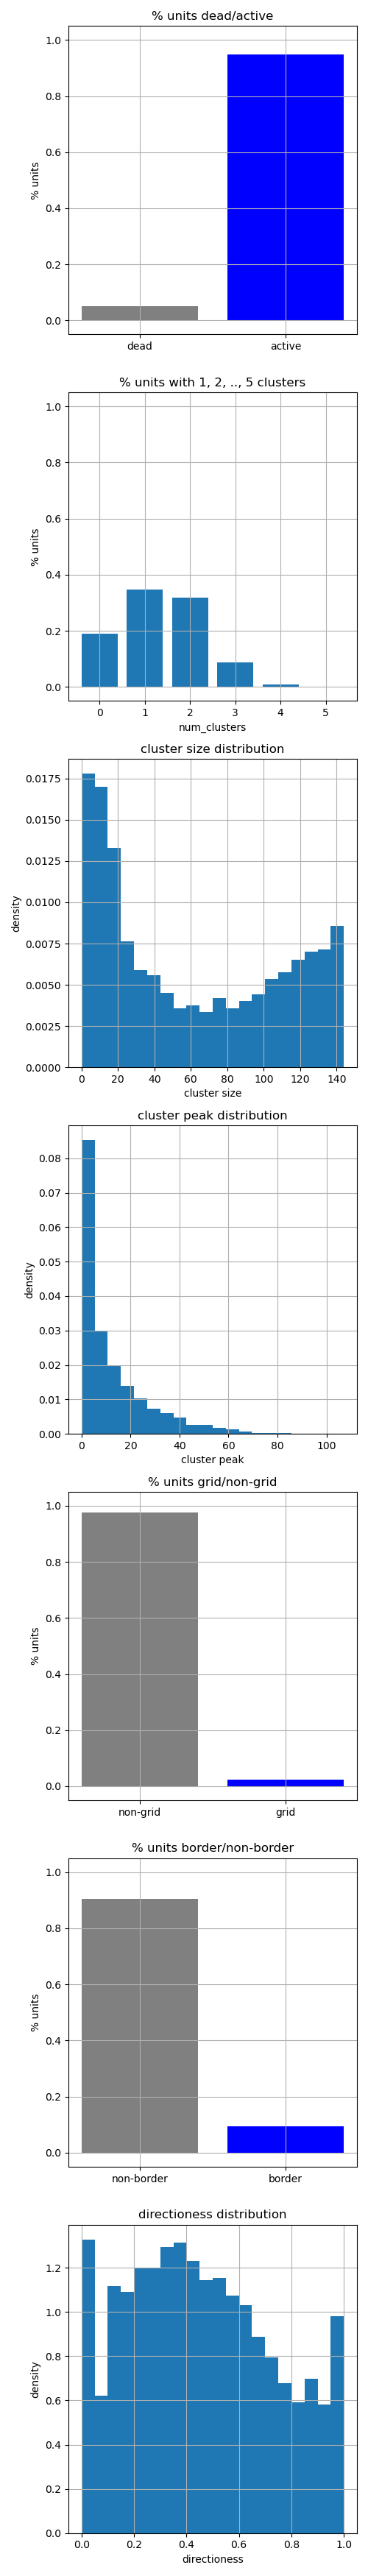 % units dead/active
1.0
0.8
0.6
0.4
0.2
0.0
% units
dead active
% units with 1, 2, .., 5 clusters
1.0
0.8
0.6
0.4
0.2
0.0
% units
0 1 2 3 4 5
num_clusters
cluster size distribution
0.0175
0.0150
0.0125
0.0100
0.0075
0.0050
0.0025
0.0000
density
0 20 40 60 80 100 120 140
cluster size
cluster peak distribution
0.08
0.07
0.06
0.05
0.04
0.03
0.02
0.01
0.00
density
0 20 40 60 80 100
cluster peak
% units grid/non-grid
1.0
0.8
0.6
0.4
0.2
0.0
% units
non-grid grid
% units border/non-border
1.0
0.8
0.6
0.4
0.2
0.0
% units
non-border border
directioness distribution
1.2
1.0
0.8
0.6
0.4
0.2
0.0
density
0.0 0.2 0.4 0.6 0.8 1.0
directioness